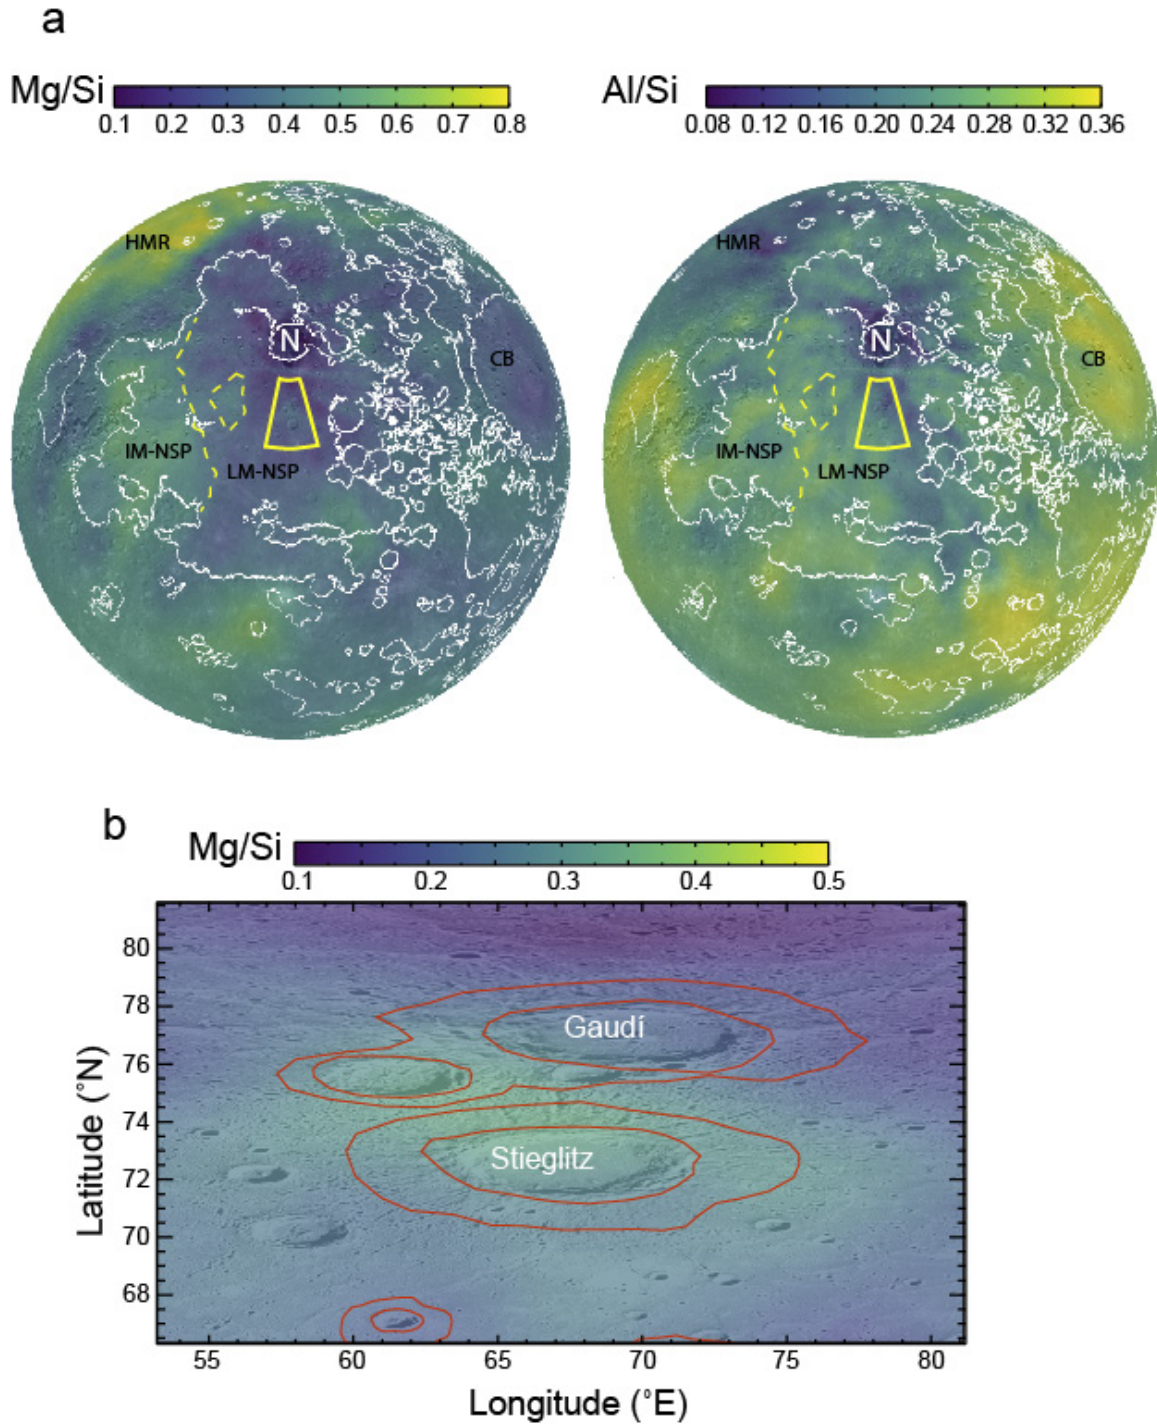 a
Mg/Si
0.1 0.2 0.3 0.4 0.5 0.6 0.7 0.8
Al/Si
0.08 0.12 0.16 0.20 0.24 0.28 0.32 0.36
HMR
N
CB
IM-NSP
LM-NSP
HMR
N
CB
IM-NSP
LM-NSP
b
Mg/Si
0.1 0.2 0.3 0.4 0.5
80
78
76
74
72
70
68
Latitude (°N)
Gaudí
Stieglitz
55 60 65 70 75 80
Longitude (°E)